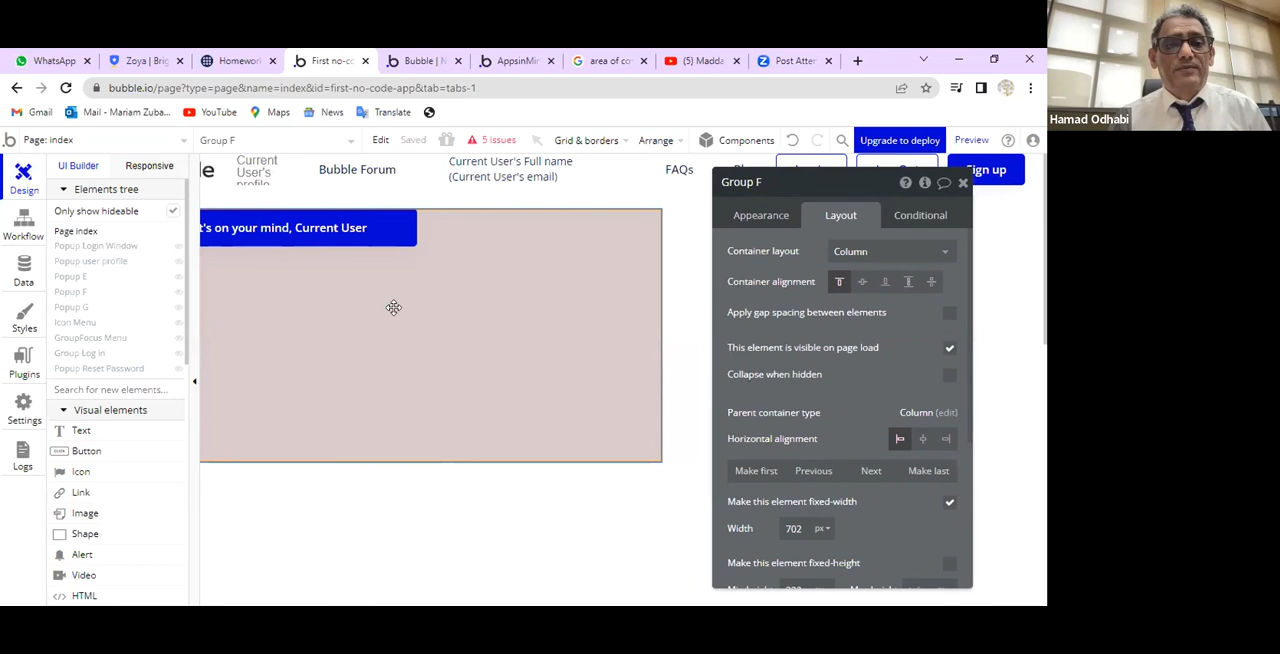 WhatsApp
Zoya | Brig
Homework
First no-co
Bubble | N
AppsinMin
area of co
(5) Madda
Post Atten
bubble.io/page?type=page&name=index&id=first-no-code-app&tab=tabs-1
Gmail
Mail - Mariam Zuba...
YouTube
Maps
News
Translate
Page: index
Group F
Edit
Saved
5 issues
Grid & borders
Arrange
Components
Upgrade to deploy
Preview
Design
Workflow
Data
Styles
Plugins
Settings
Logs
UI Builder
Responsive
Elements tree
Only show hideable
Page index
Popup Login Window
Popup user profile
Popup E
Popup F
Popup G
Icon Menu
GroupFocus Menu
Group Log in
Popup Reset Password
Search for new elements...
Visual elements
Text
Button
Icon
Link
Image
Shape
Alert
Video
HTML
le
Current
User's
profile
Bubble Forum
Current User's Full name
(Current User's email)
FAQs
Sign up
t's on your mind, Current User
Group F
Appearance
Layout
Conditional
Container layout
Column
Container alignment
Apply gap spacing between elements
This element is visible on page load
Collapse when hidden
Parent container type
Column (edit)
Horizontal alignment
Make first
Previous
Next
Make last
Make this element fixed-width
Width
702
px
Make this element fixed-height
Hamad Odhabi